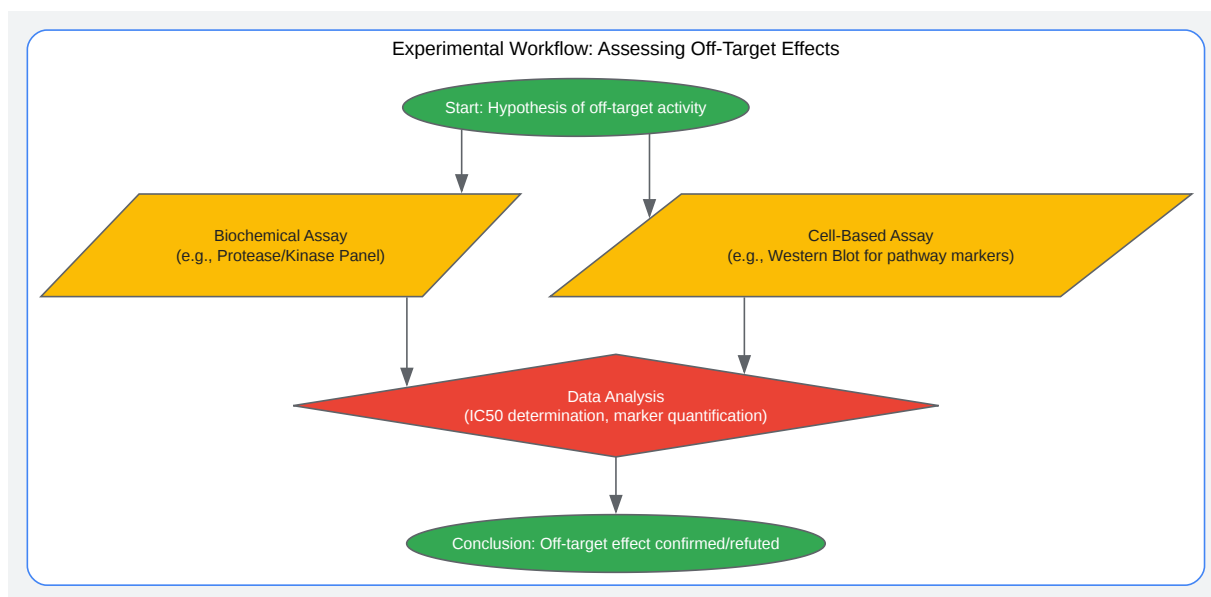 Experimental Workflow: Assessing Off-Target Effects
Start: Hypothesis of off-target activity
Biochemical Assay
(e.g., Protease/Kinase Panel)
Cell-Based Assay
(e.g., Western Blot for pathway markers)
Data Analysis
(IC50 determination, marker quantification)
Conclusion: Off-target effect confirmed/refuted